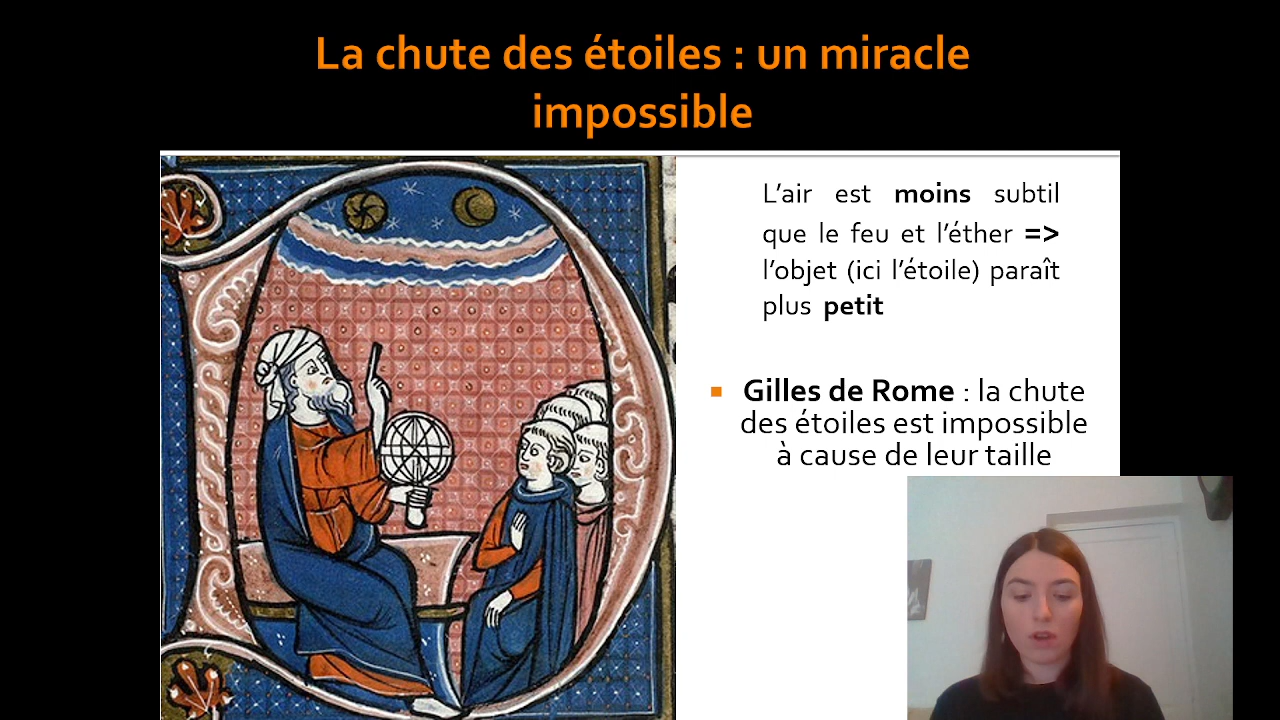 La chute des étoiles : un miracle
impossible
L'air est moins subtil
que le feu et l'éther =>
l'objet (ici l'étoile) paraît
plus petit
Gilles de Rome : la chute
des étoiles est impossible
à cause de leur taille